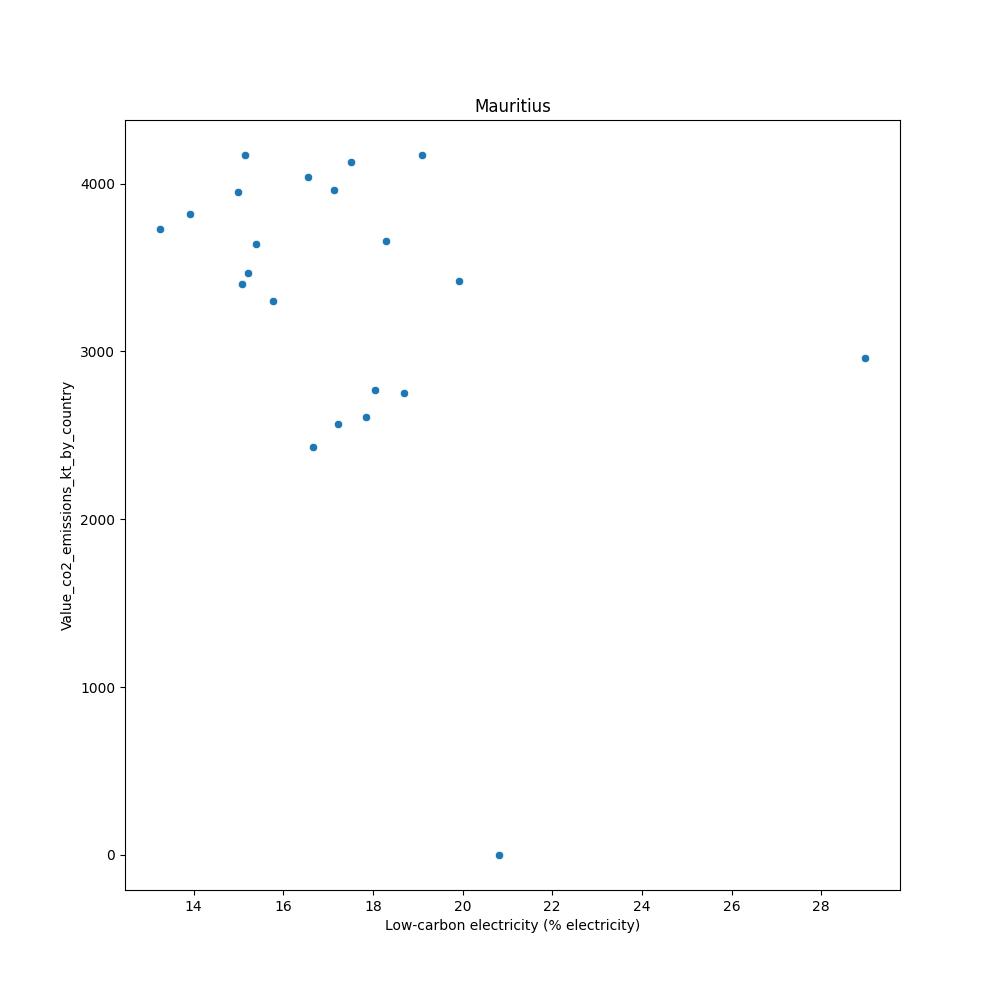 Mauritius
Value_co2_emissions_kt_by_country
4000
3000
2000
1000
0
14 16 18 20 22 24 26 28
Low-carbon electricity (% electricity)